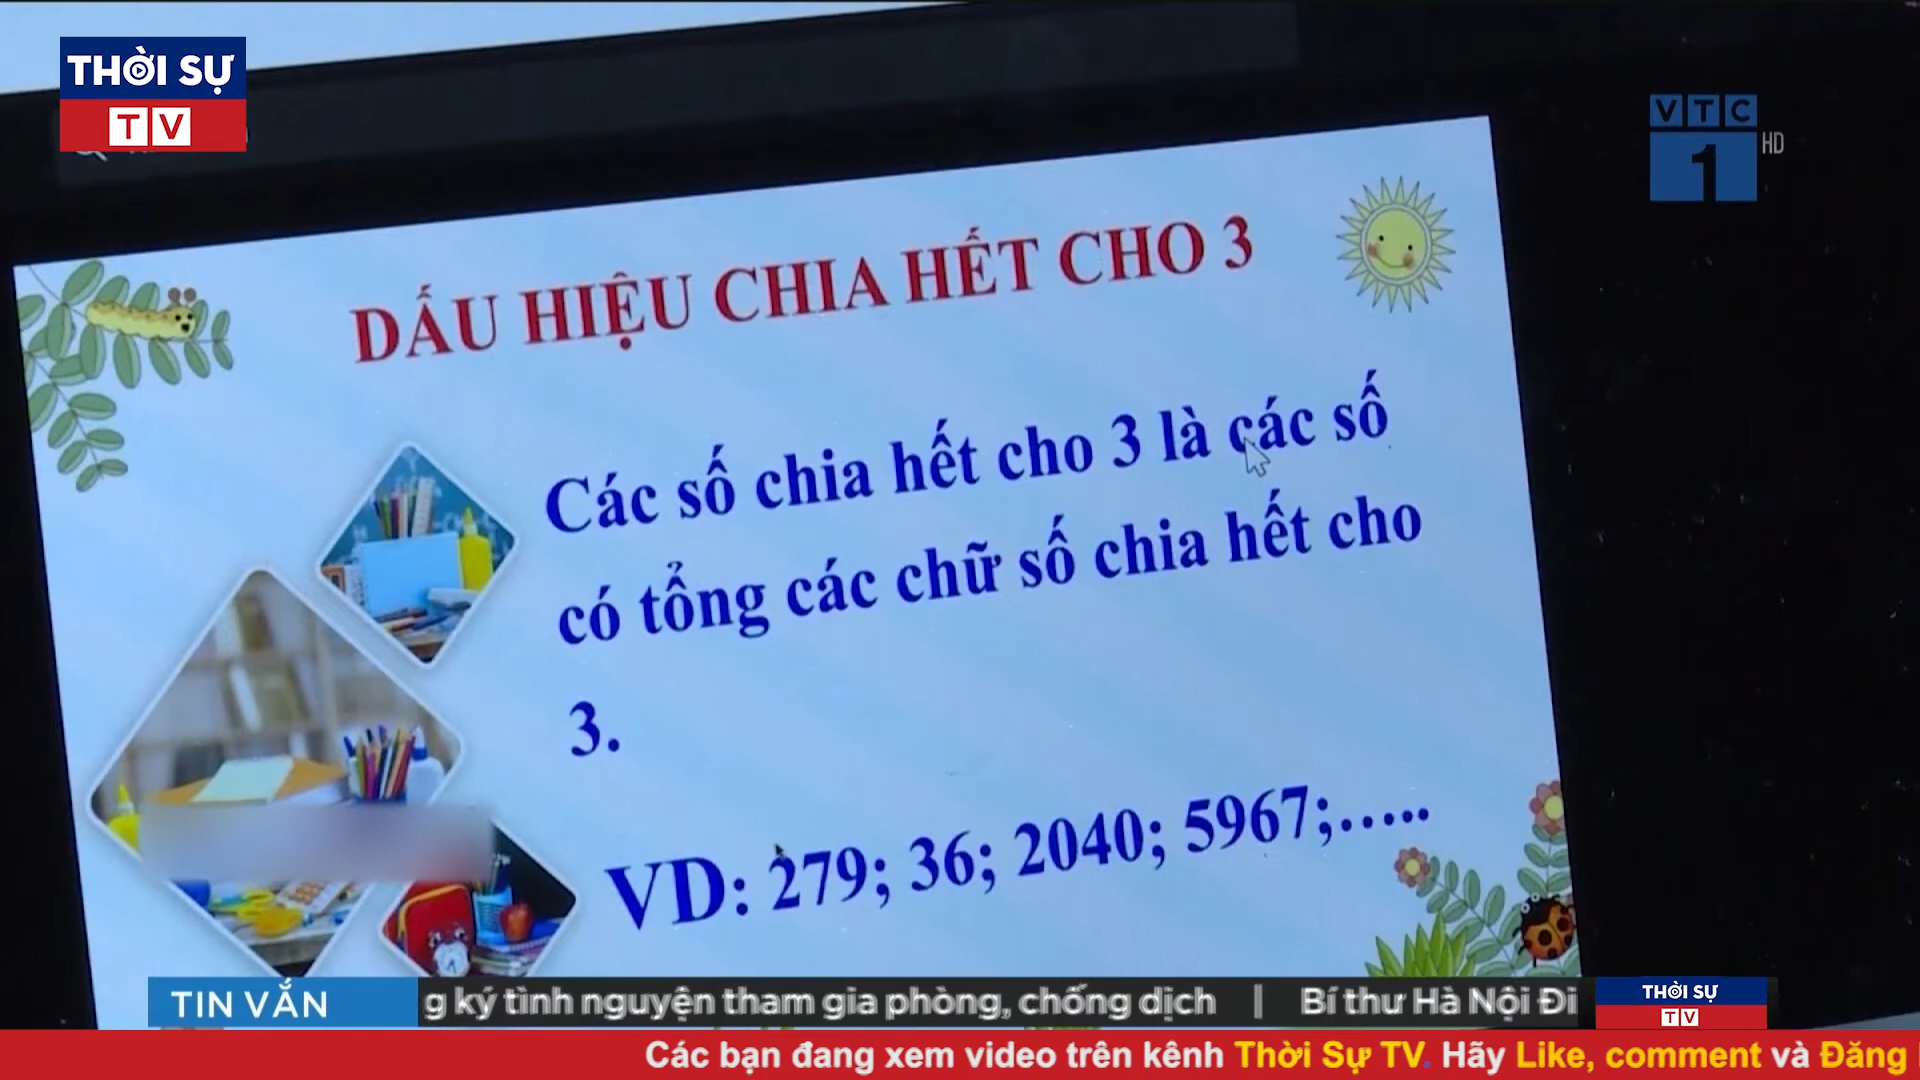 THỜI SỰ
TV
VTC
1 HD
DẤU HIỆU CHIA HẾT CHO 3
Các số chia hết cho 3 là các số
có tổng các chữ số chia hết cho
3.
VD: 279; 36; 2040; 5967;.....
TIN VẮN
g ký tình nguyện tham gia phòng, chống dịch | Bí thư Hà Nội Đi
THỜI SỰ
TV
Các bạn đang xem video trên kênh Thời Sự TV. Hãy Like, comment và Đăng